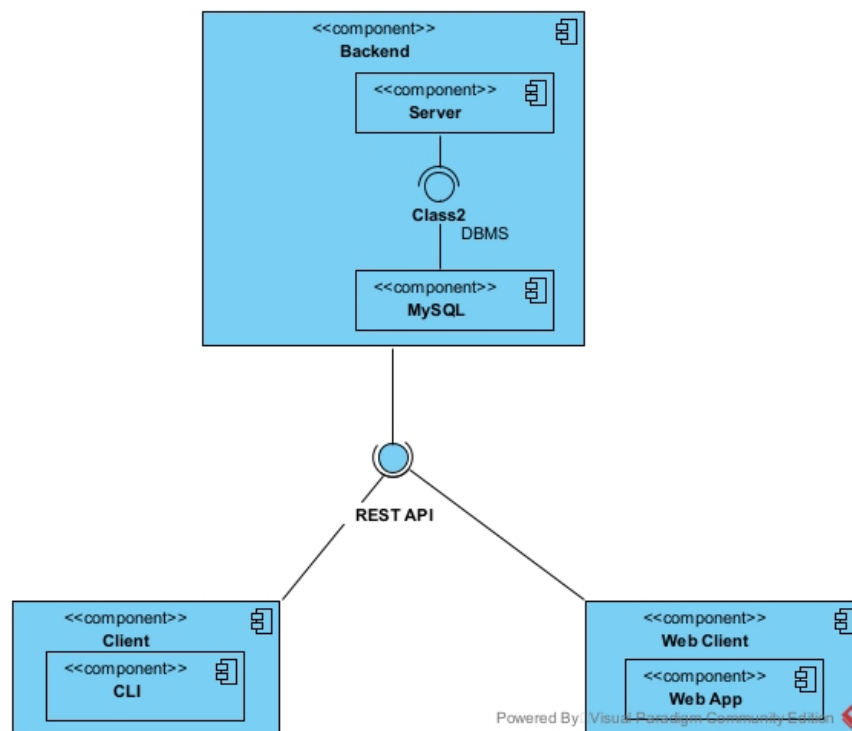 <<component>>
Backend
<<component>>
Server
Class2
DBMS
<<component>>
MySQL
REST API
<<component>>
Client
<<component>>
CLI
<<component>>
Web Client
<<component>>
Web App
Powered By Visual Paradigm Community Edition